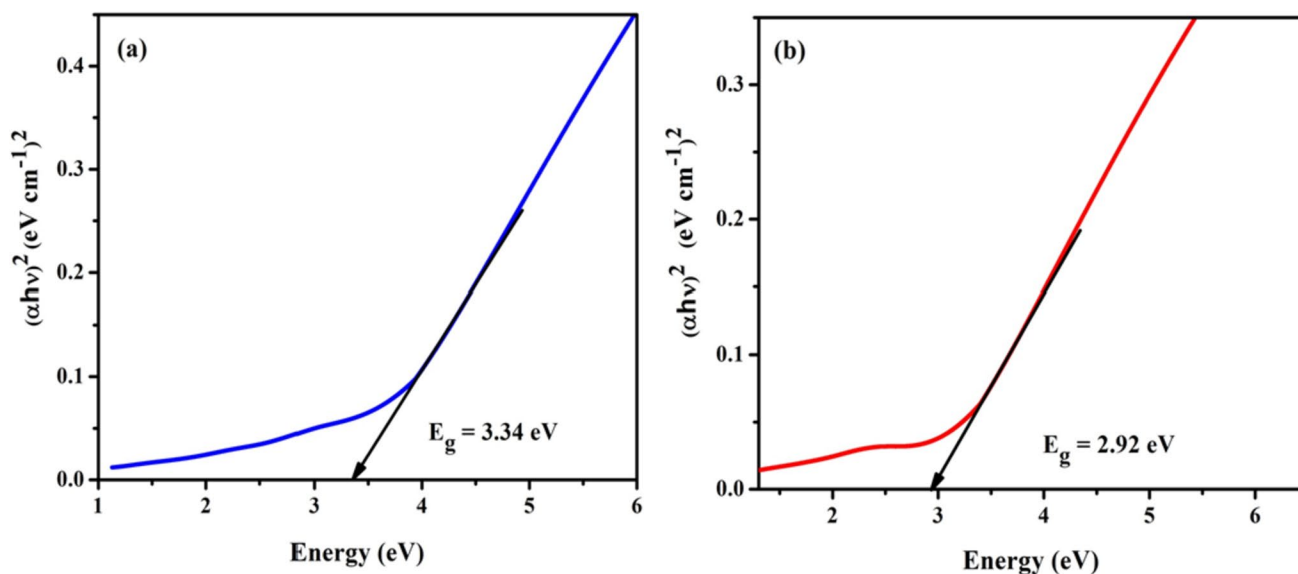 (a)
(αhν)² (eV cm⁻¹)²
0.4
0.3
0.2
0.1
0.0
E_g = 3.34 eV
1 2 3 4 5 6
Energy (eV)
(b)
(αhν)² (eV cm⁻¹)²
0.3
0.2
0.1
0.0
E_g = 2.92 eV
2 3 4 5 6
Energy (eV)